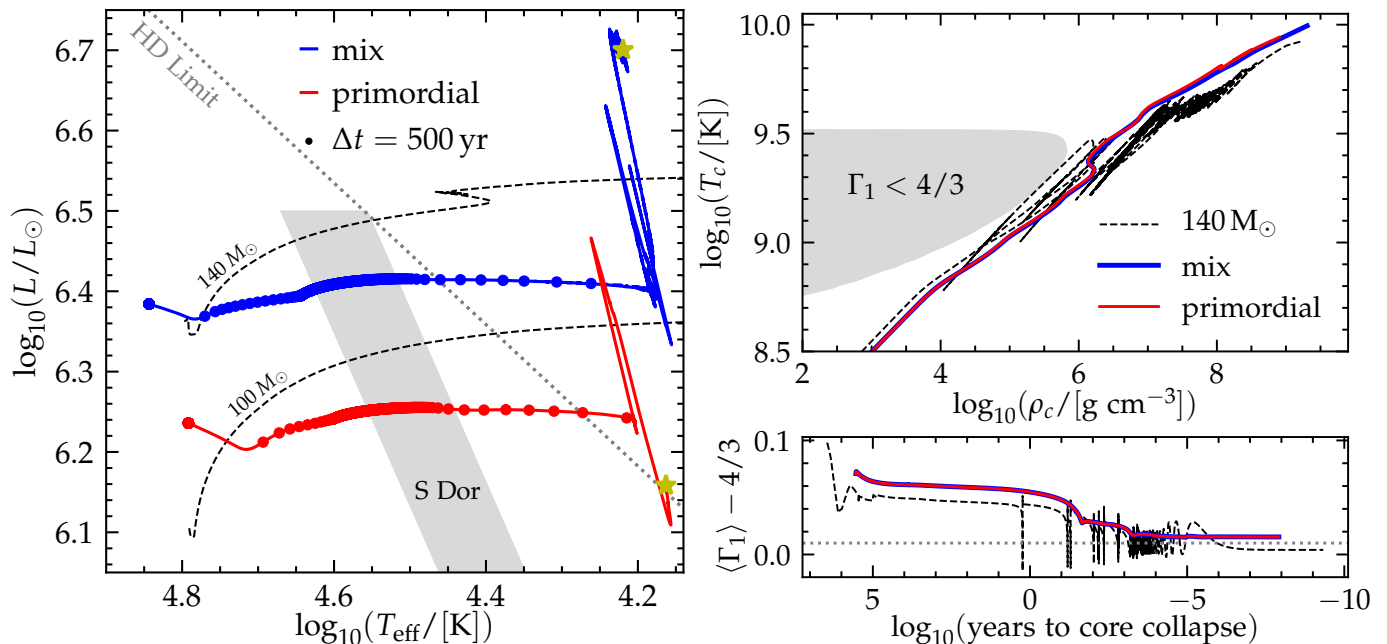 mix
primordial
Δt = 500 yr
HD Limit
140 M☉
100 M☉
S Dor
6.7
6.6
6.5
6.4
6.3
6.2
6.1
log₁₀(L/L☉)
4.8
4.6
4.4
4.2
log₁₀(T_eff/[K])
10.0
9.5
9.0
8.5
log₁₀(T_c/[K])
Γ₁ < 4/3
140 M☉
mix
primordial
2
4
6
8
log₁₀(ρ_c/[g cm⁻³])
0.1
0.0
⟨Γ₁⟩ − 4/3
5
0
−5
−10
log₁₀(years to core collapse)